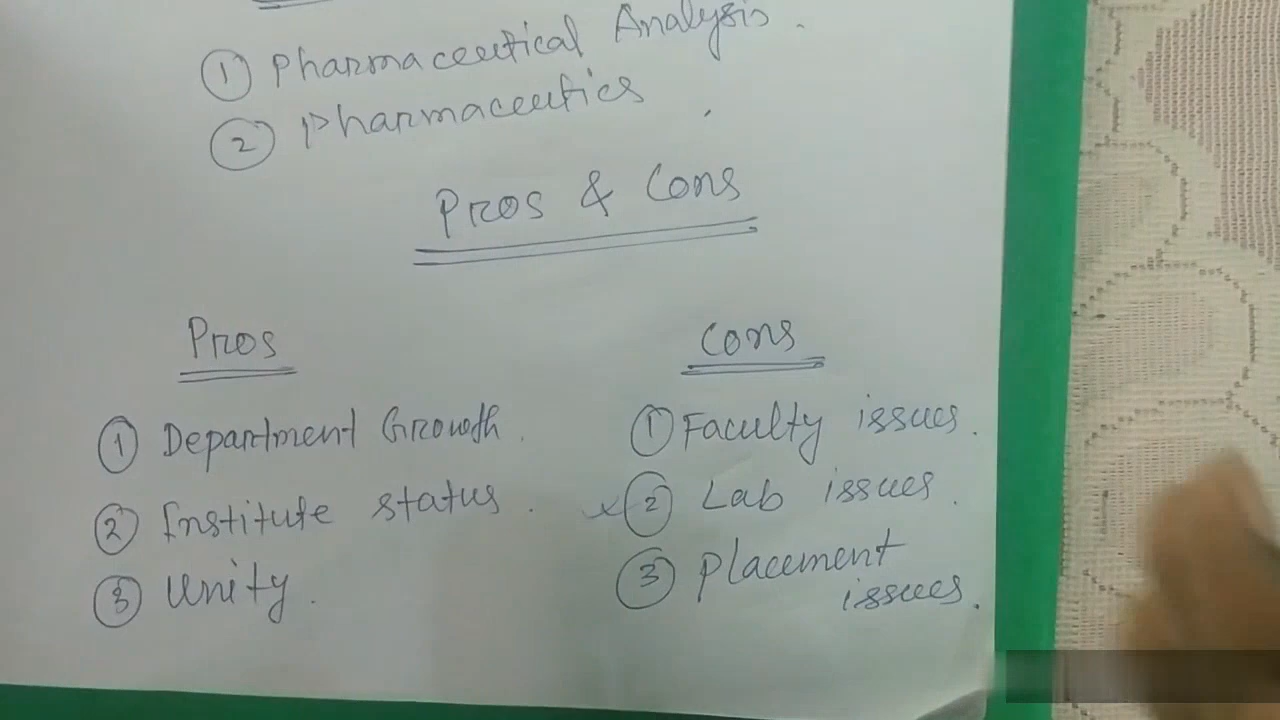 ① Pharmaceutical Analysis.
② Pharmaceutics
Pros & Cons
Pros
① Department Growth.
② Institute status.
③ Unity.
Cons
① Faculty issues.
② Lab issues.
③ Placement
issues.